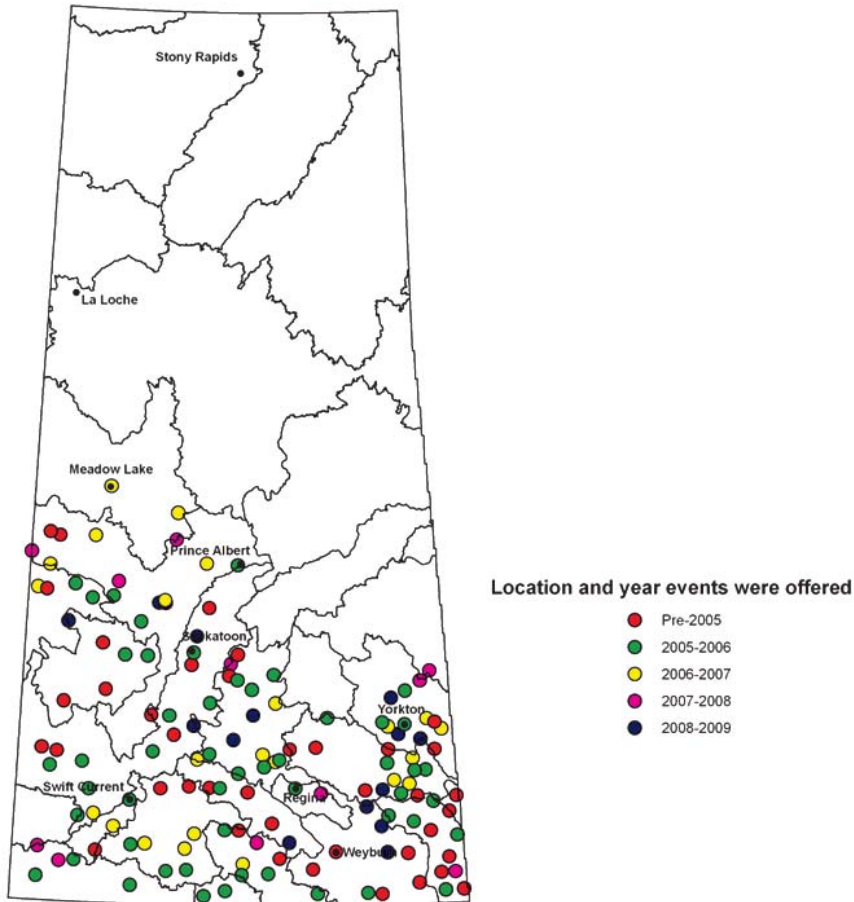 Stony Rapids
La Loche
Meadow Lake
Prince Albert
Location and year events were offered
Pre-2005
2005-2006
2006-2007
2007-2008
2008-2009
Saskatoon
Yorkton
Swift Current
Regina
Weyburn